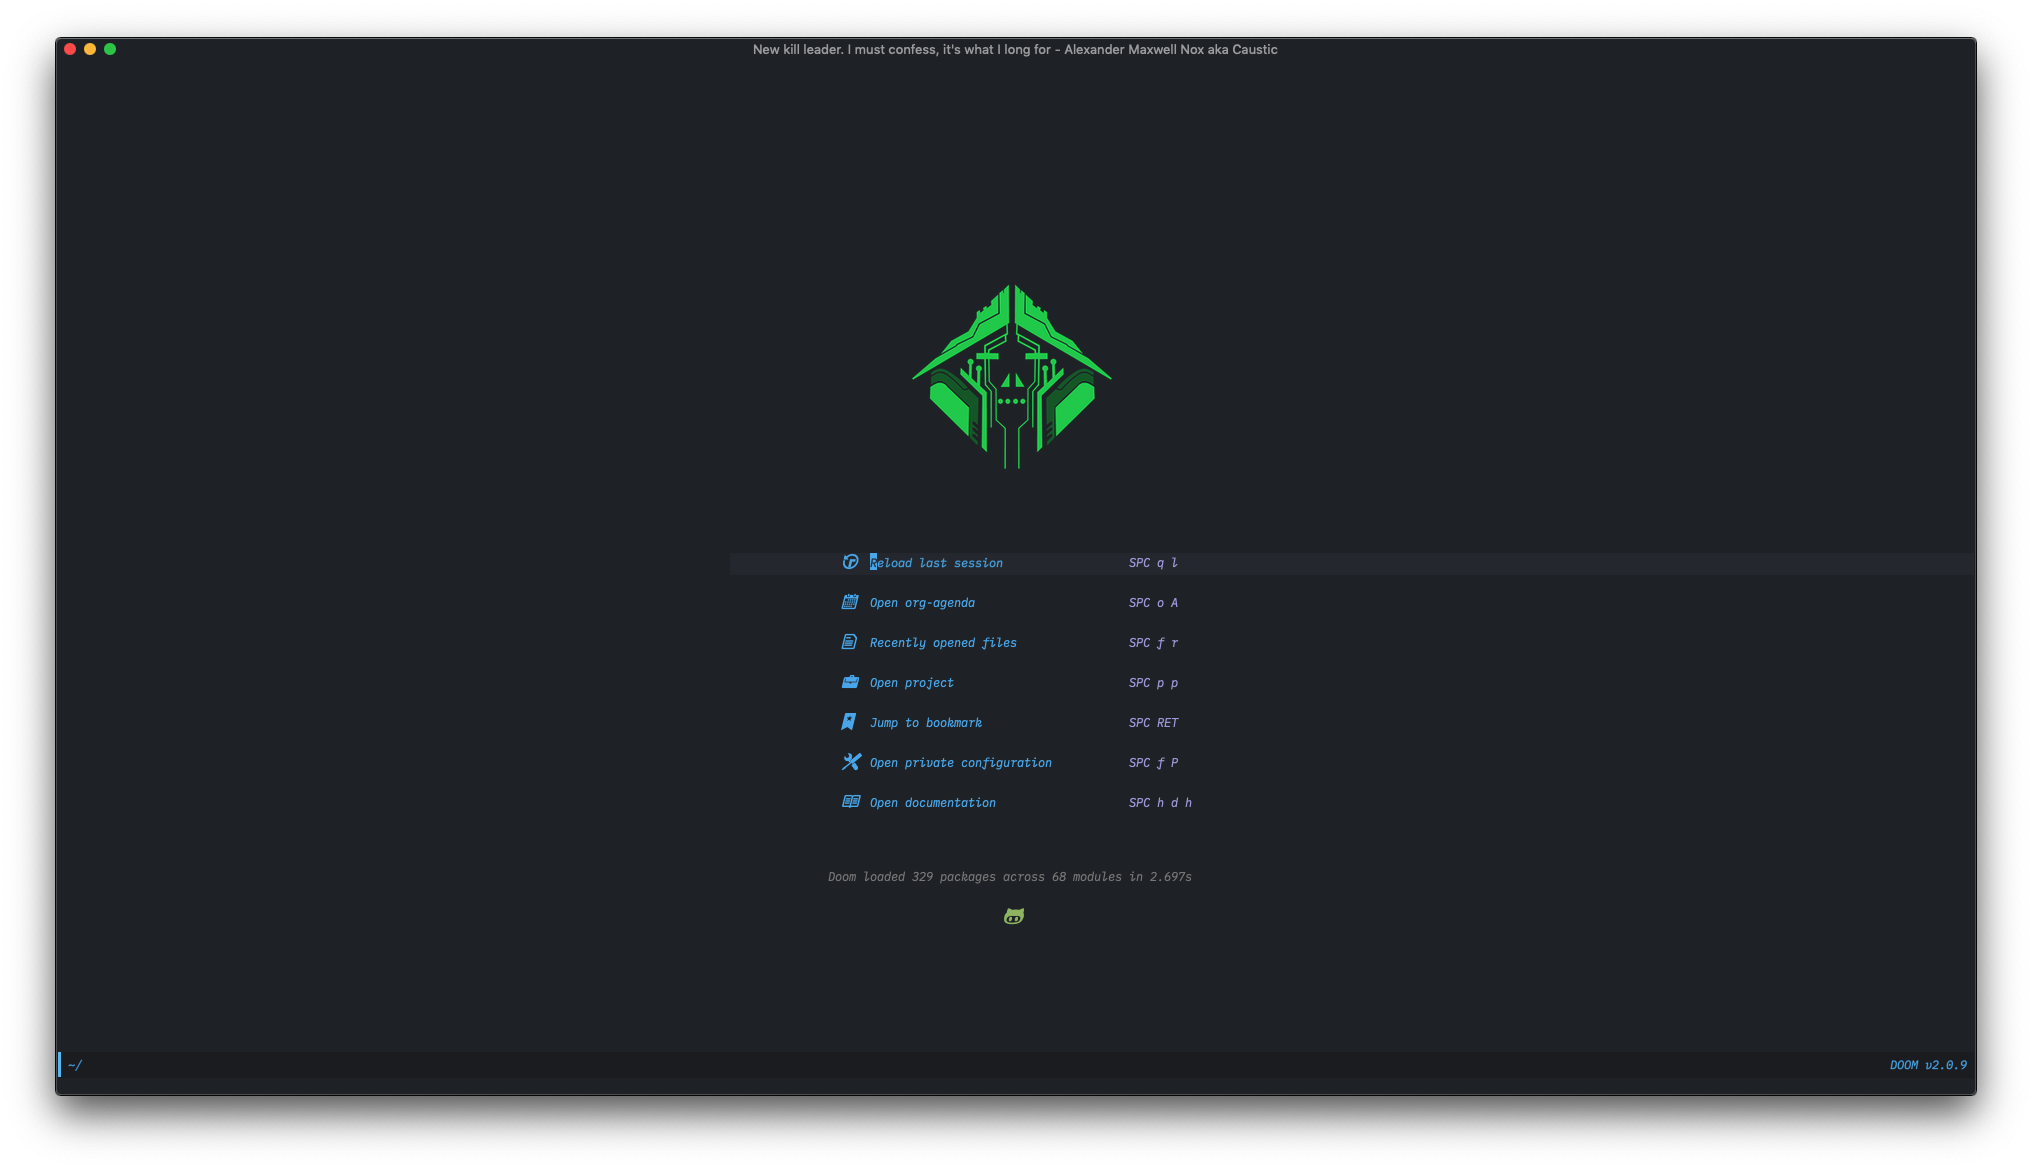 New kill leader. I must confess, it's what I long for - Alexander Maxwell Nox aka Caustic
Reload last session SPC q l
Open org-agenda SPC o A
Recently opened files SPC f r
Open project SPC p p
Jump to bookmark SPC RET
Open private configuration SPC f P
Open documentation SPC h d h
Doom loaded 329 packages across 68 modules in 2.697s
~/ DOOM v2.0.9